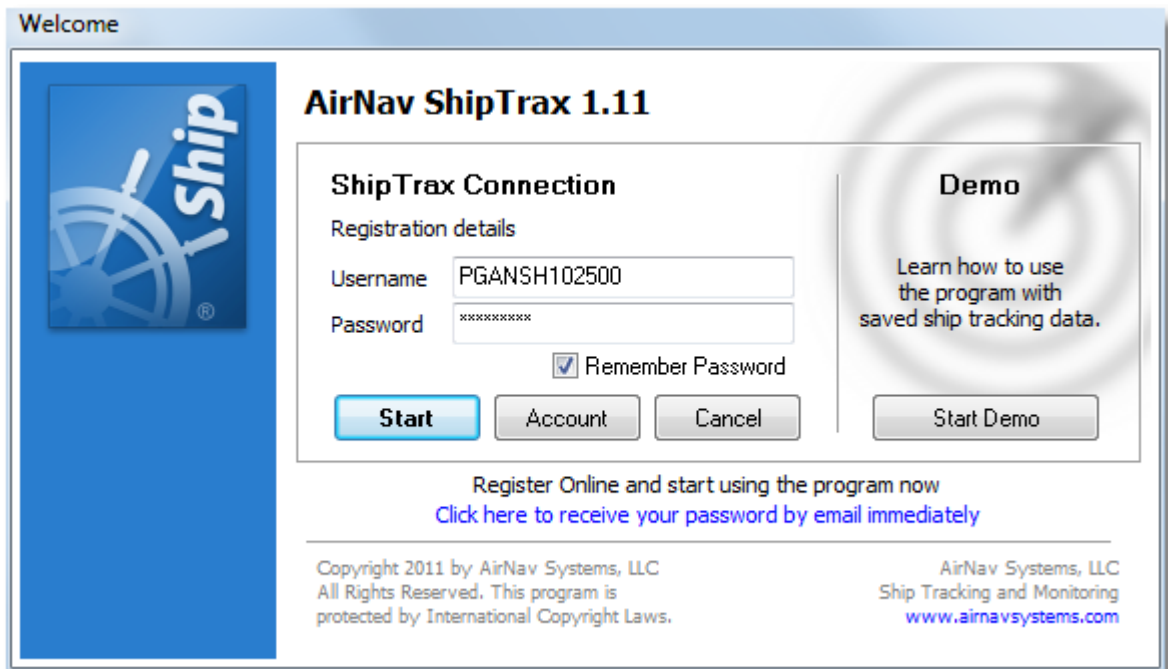 Welcome
Ship
®
AirNav ShipTrax 1.11
ShipTrax Connection
Registration details
Username PGANSH102500
Password *********
Remember Password
Start Account Cancel
Demo
Learn how to use
the program with
saved ship tracking data.
Start Demo
Register Online and start using the program now
Click here to receive your password by email immediately
Copyright 2011 by AirNav Systems, LLC
All Rights Reserved. This program is
protected by International Copyright Laws.
AirNav Systems, LLC
Ship Tracking and Monitoring
www.airnavsystems.com